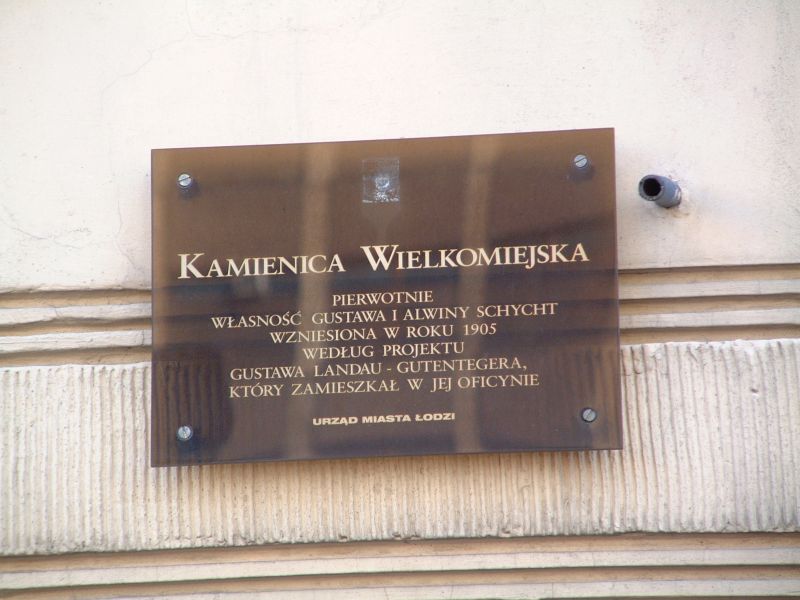 KAMIENICA WIELKOMIEJSKA
PIERWOTNIE
WŁASNOŚĆ GUSTAWA I ALWINY SCHYCHT
WZNIESIONA W ROKU 1905
WEDŁUG PROJEKTU
GUSTAWA LANDAU - GUTENTEGERA,
KTÓRY ZAMIESZKAŁ W JEJ OFICYNIE
URZĄD MIASTA ŁODZI